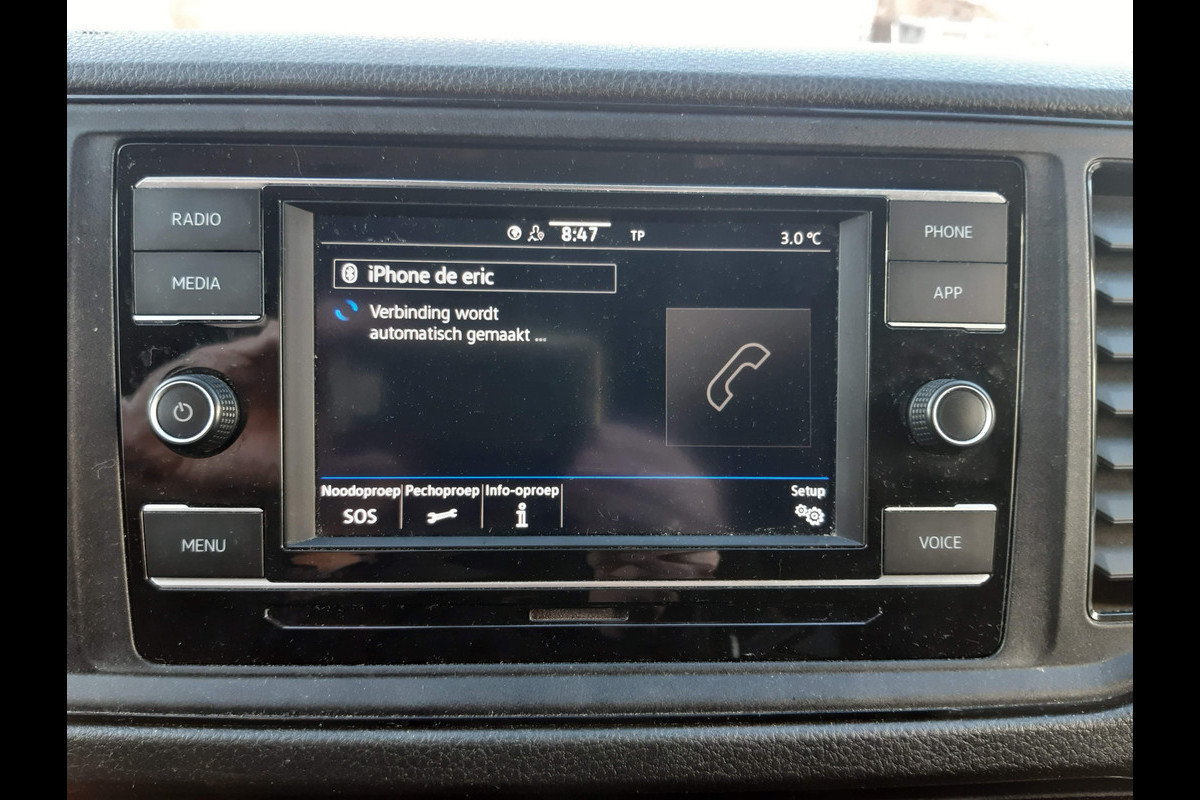 RADIO
MEDIA
MENU
8:47 TP 3.0 °C
iPhone de eric
Verbinding wordt
automatisch gemaakt ...
Noodoproep Pechoproep Info-oproep Setup
SOS i
PHONE
APP
VOICE